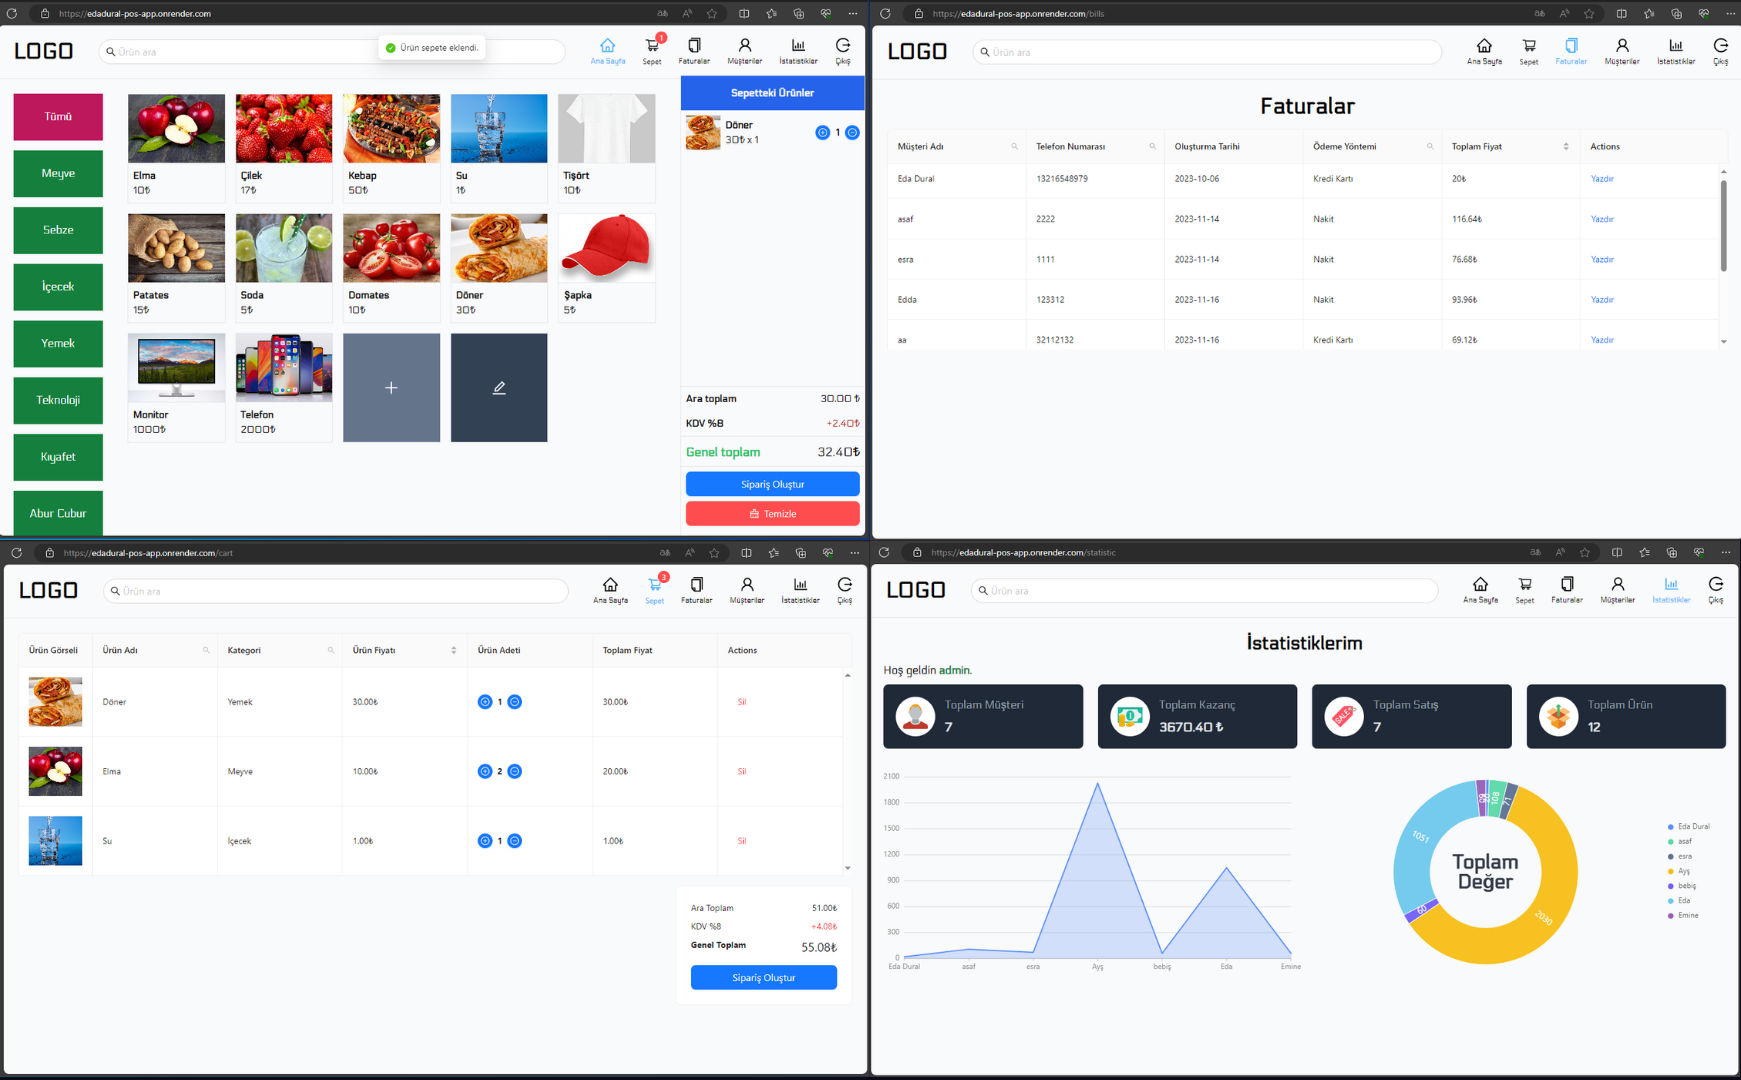 https://edadural-pos-app.onrender.com
LOGO
Ürün ara
Ürün sepete eklendi.
Ana Sayfa
1
Sepet
Faturalar
Müşteriler
İstatistikler
Çıkış
Tümü
Meyve
Sebze
İçecek
Yemek
Teknoloji
Kıyafet
Abur Cubur
Elma
10₺
Çilek
17₺
Kebap
50₺
Su
1₺
Tişört
10₺
Patates
15₺
Soda
5₺
Domates
10₺
Döner
30₺
Şapka
5₺
Monitor
1000₺
Telefon
2000₺
Sepetteki Ürünler
Döner
30₺ x 1
1
Ara toplam 30.00 ₺
KDV %8 +2.40₺
Genel toplam 32.40₺
Sipariş Oluştur
Temizle
https://edadural-pos-app.onrender.com/bills
LOGO
Ürün ara
Ana Sayfa
Sepet
Faturalar
Müşteriler
İstatistikler
Çıkış
Faturalar
Müşteri Adı Telefon Numarası Oluşturma Tarihi Ödeme Yöntemi Toplam Fiyat Actions
Eda Dural 13216548979 2023-10-06 Kredi Kartı 20₺ Yazdır
asaf 2222 2023-11-14 Nakit 116.64₺ Yazdır
esra 1111 2023-11-14 Nakit 76.68₺ Yazdır
Edda 123312 2023-11-16 Nakit 93.96₺ Yazdır
aa 32112132 2023-11-16 Kredi Kartı 69.12₺ Yazdır
https://edadural-pos-app.onrender.com/cart
LOGO
Ürün ara
Ana Sayfa
3
Sepet
Faturalar
Müşteriler
İstatistikler
Çıkış
Ürün Görseli Ürün Adı Kategori Ürün Fiyatı Ürün Adeti Toplam Fiyat Actions
Döner Yemek 30.00₺ 1 30.00₺ Sil
Elma Meyve 10.00₺ 2 20.00₺ Sil
Su İçecek 1.00₺ 1 1.00₺ Sil
Ara Toplam 51.00₺
KDV %8 +4.08₺
Genel Toplam 55.08₺
Sipariş Oluştur
https://edadural-pos-app.onrender.com/statistic
LOGO
Ürün ara
Ana Sayfa
Sepet
Faturalar
Müşteriler
İstatistikler
Çıkış
İstatistiklerim
Hoş geldin admin.
Toplam Müşteri
7
Toplam Kazanç
3670.40 ₺
SALE
Toplam Satış
7
Toplam Ürün
12
2100
1800
1500
1200
900
600
300
0
Eda Dural asaf esra Ayş bebiş Eda Emine
108
71
1051
60
2030
Toplam
Değer
Eda Dural
asaf
esra
Ayş
bebiş
Eda
Emine